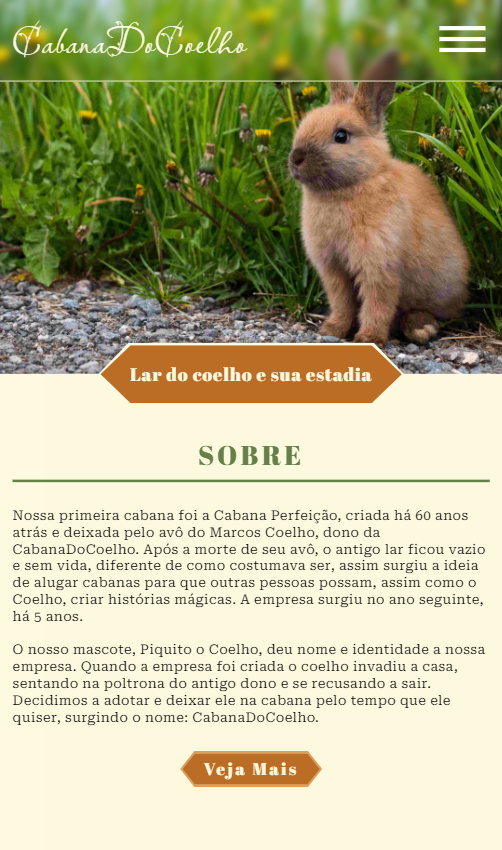 CabanaDoCoelho
Lar do coelho e sua estadia
SOBRE
Nossa primeira cabana foi a Cabana Perfeição, criada há 60 anos
atrás e deixada pelo avô do Marcos Coelho, dono da
CabanaDoCoelho. Após a morte de seu avô, o antigo lar ficou vazio
e sem vida, diferente de como costumava ser, assim surgiu a ideia
de alugar cabanas para que outras pessoas possam, assim como o
Coelho, criar histórias mágicas. A empresa surgiu no ano seguinte,
há 5 anos.
O nosso mascote, Piquito o Coelho, deu nome e identidade a nossa
empresa. Quando a empresa foi criada o coelho invadiu a casa,
sentando na poltrona do antigo dono e se recusando a sair.
Decidimos a adotar e deixar ele na cabana pelo tempo que ele
quiser, surgindo o nome: CabanaDoCoelho.
Veja Mais